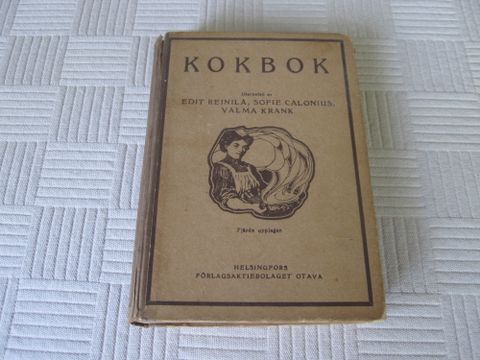 KOKBOK
Utarbetad av
EDIT REINILÄ, SOFIE CALONIUS,
VALMA KRANK
Fjärde upplagan
HELSINGFORS
FÖRLAGSAKTIEBOLAGET OTAVA